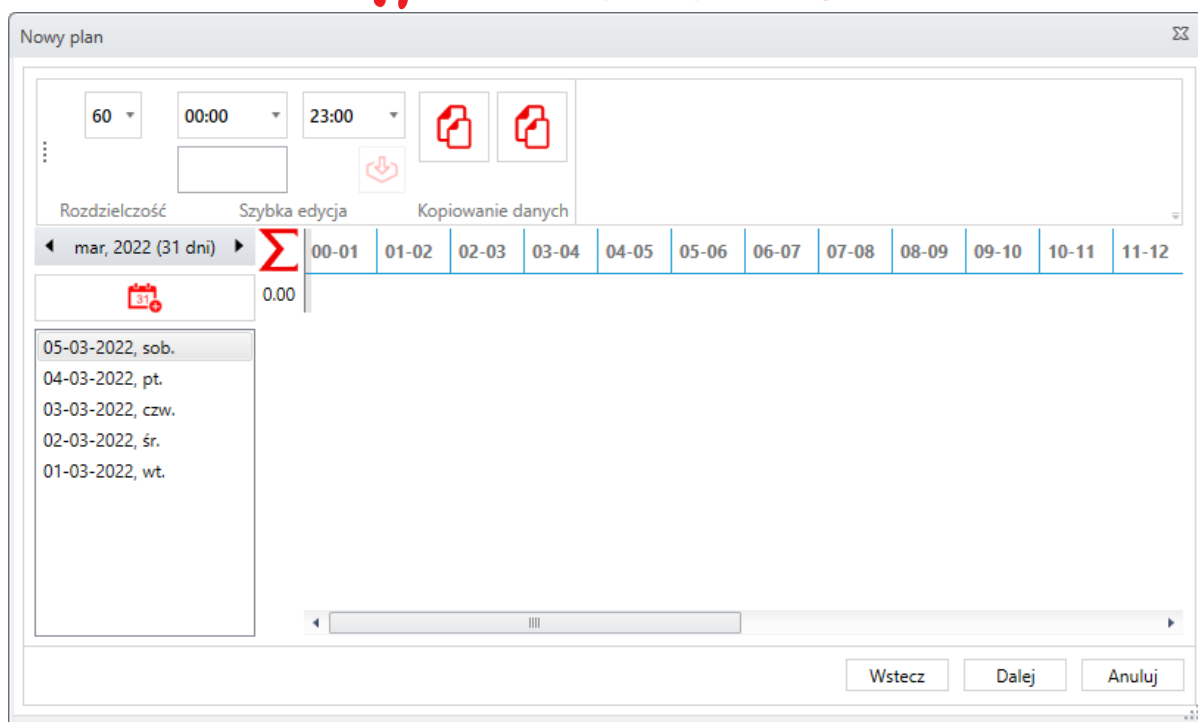 Nowy plan
60 00:00 23:00
Rozdzielczość Szybka edycja Kopiowanie danych
mar, 2022 (31 dni) Σ 00-01 01-02 02-03 03-04 04-05 05-06 06-07 07-08 08-09 09-10 10-11 11-12
31 0.00
05-03-2022, sob.
04-03-2022, pt.
03-03-2022, czw.
02-03-2022, śr.
01-03-2022, wt.
Wstecz Dalej Anuluj